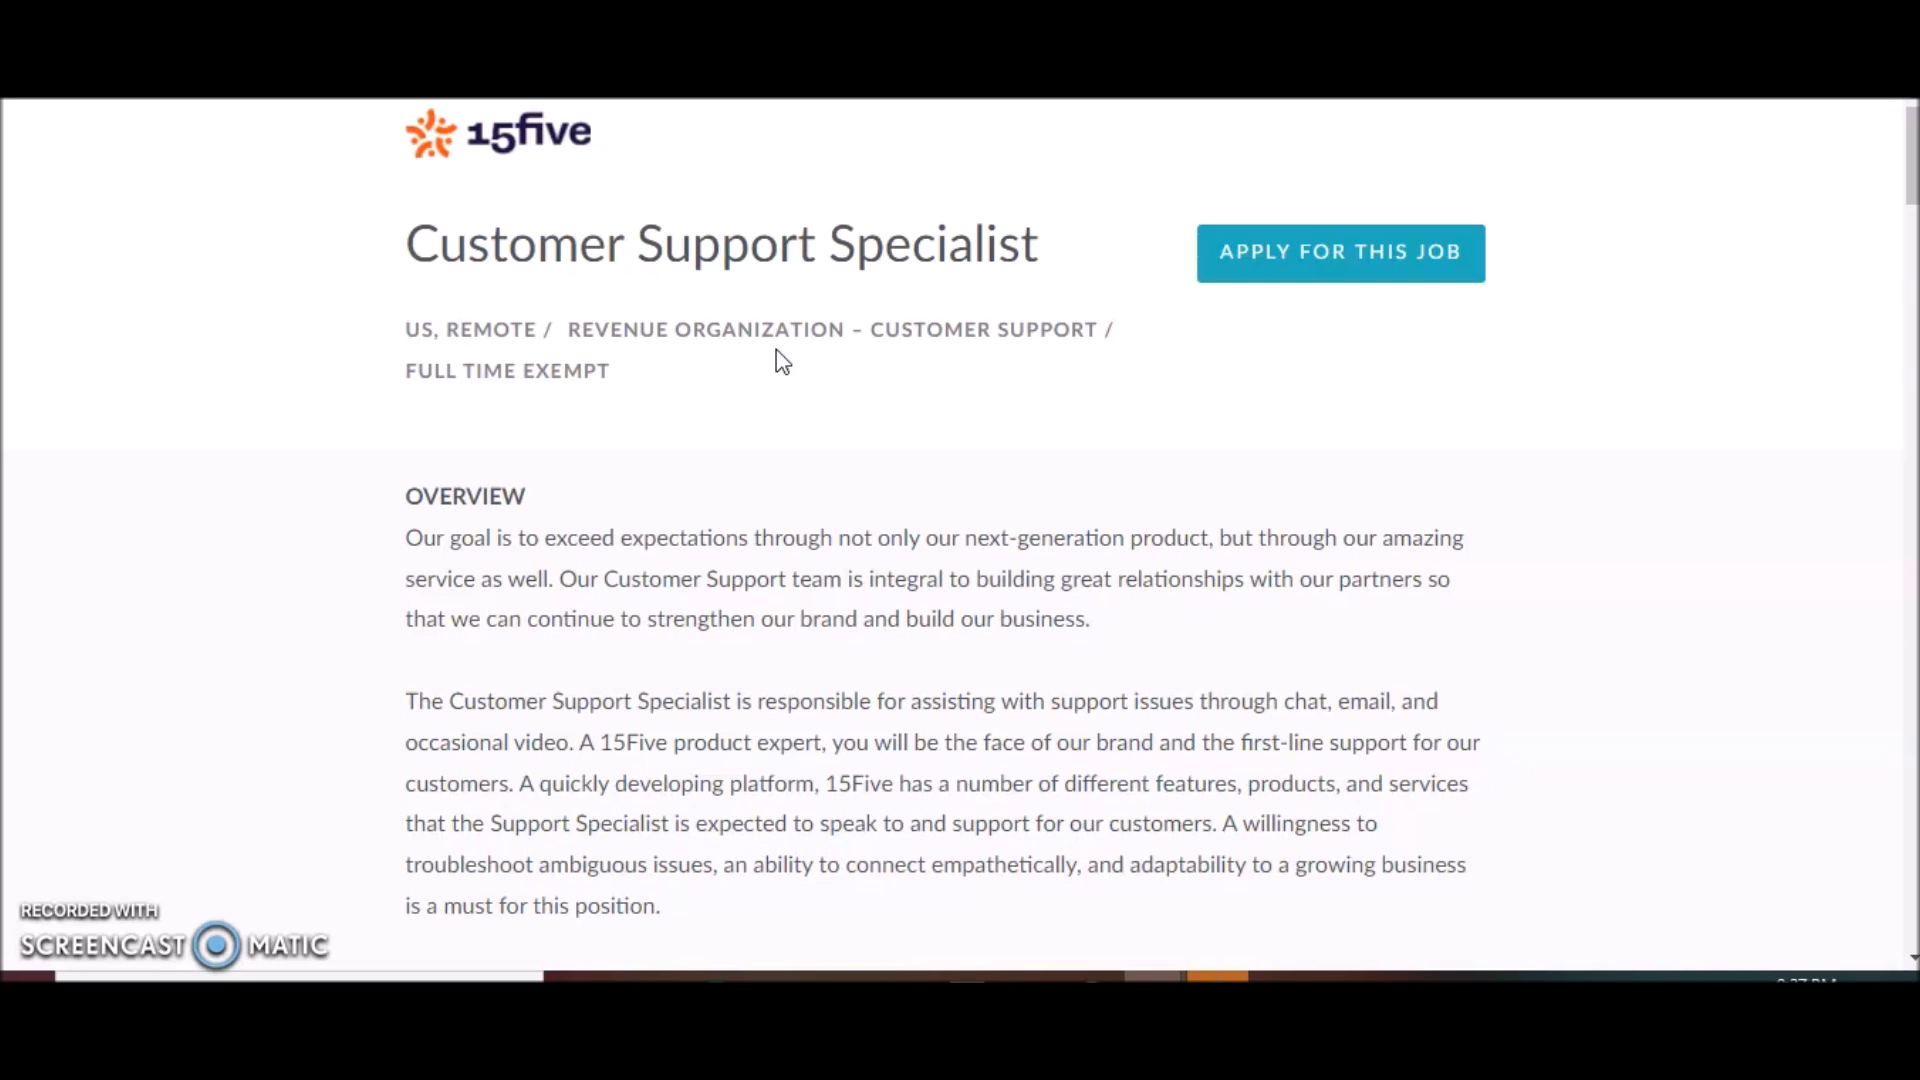 15five
Customer Support Specialist
APPLY FOR THIS JOB
US, REMOTE / REVENUE ORGANIZATION – CUSTOMER SUPPORT /
FULL TIME EXEMPT
OVERVIEW
Our goal is to exceed expectations through not only our next-generation product, but through our amazing
service as well. Our Customer Support team is integral to building great relationships with our partners so
that we can continue to strengthen our brand and build our business.
The Customer Support Specialist is responsible for assisting with support issues through chat, email, and
occasional video. A 15Five product expert, you will be the face of our brand and the first-line support for our
customers. A quickly developing platform, 15Five has a number of different features, products, and services
that the Support Specialist is expected to speak to and support for our customers. A willingness to
troubleshoot ambiguous issues, an ability to connect empathetically, and adaptability to a growing business
is a must for this position.
RECORDED WITH
SCREENCAST MATIC